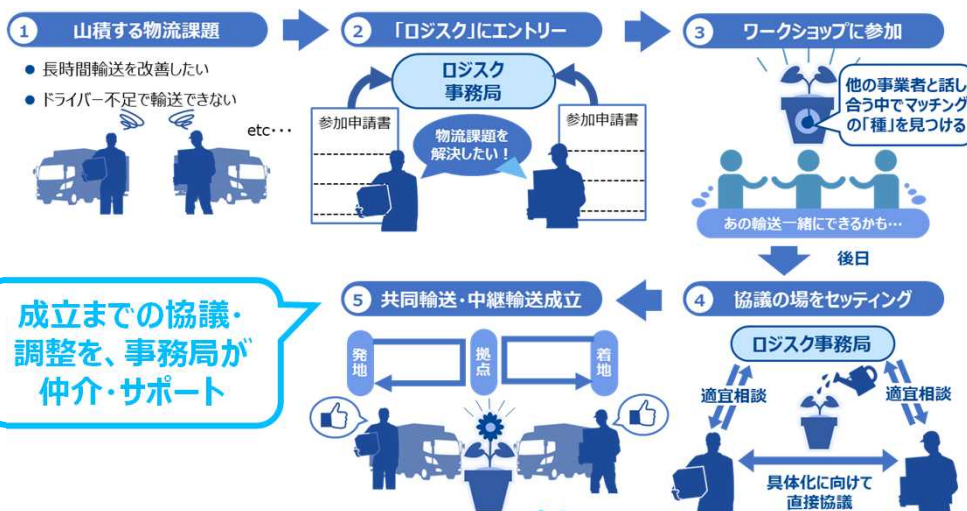 1 山積する物流課題
● 長時間輸送を改善したい
● ドライバー不足で輸送できない
etc･･･
2 「ロジスク」にエントリー
ロジスク
事務局
参加申請書
参加申請書
物流課題を
解決したい！
3 ワークショップに参加
他の事業者と話し
合う中でマッチング
の「種」を見つける
あの輸送一緒にできるかも…
後日
4 協議の場をセッティング
ロジスク事務局
適宜相談
適宜相談
具体化に向けて
直接協議
5 共同輸送・中継輸送成立
発地
拠点
着地
成立までの協議・
調整を、事務局が
仲介・サポート